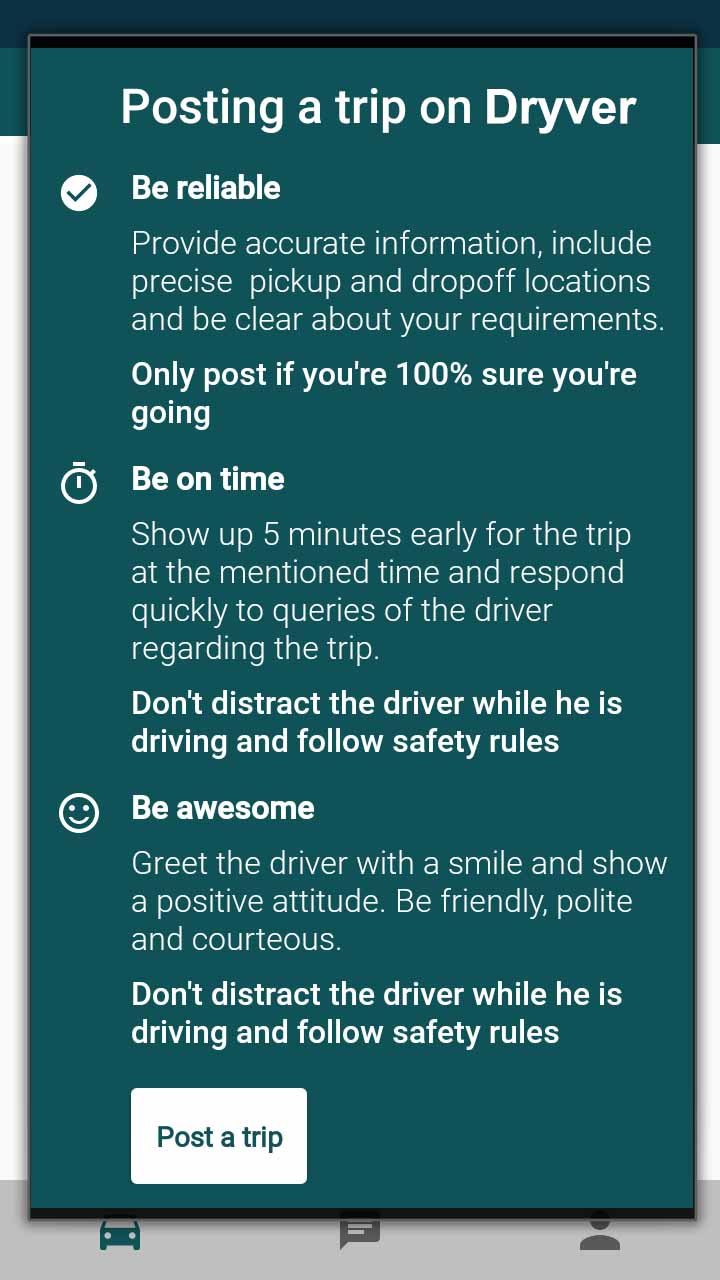 Posting a trip on Dryver
Be reliable
Provide accurate information, include
precise  pickup and dropoff locations
and be clear about your requirements.
Only post if you're 100% sure you're
going
Be on time
Show up 5 minutes early for the trip
at the mentioned time and respond
quickly to queries of the driver
regarding the trip.
Don't distract the driver while he is
driving and follow safety rules
Be awesome
Greet the driver with a smile and show
a positive attitude. Be friendly, polite
and courteous.
Don't distract the driver while he is
driving and follow safety rules
Post a trip